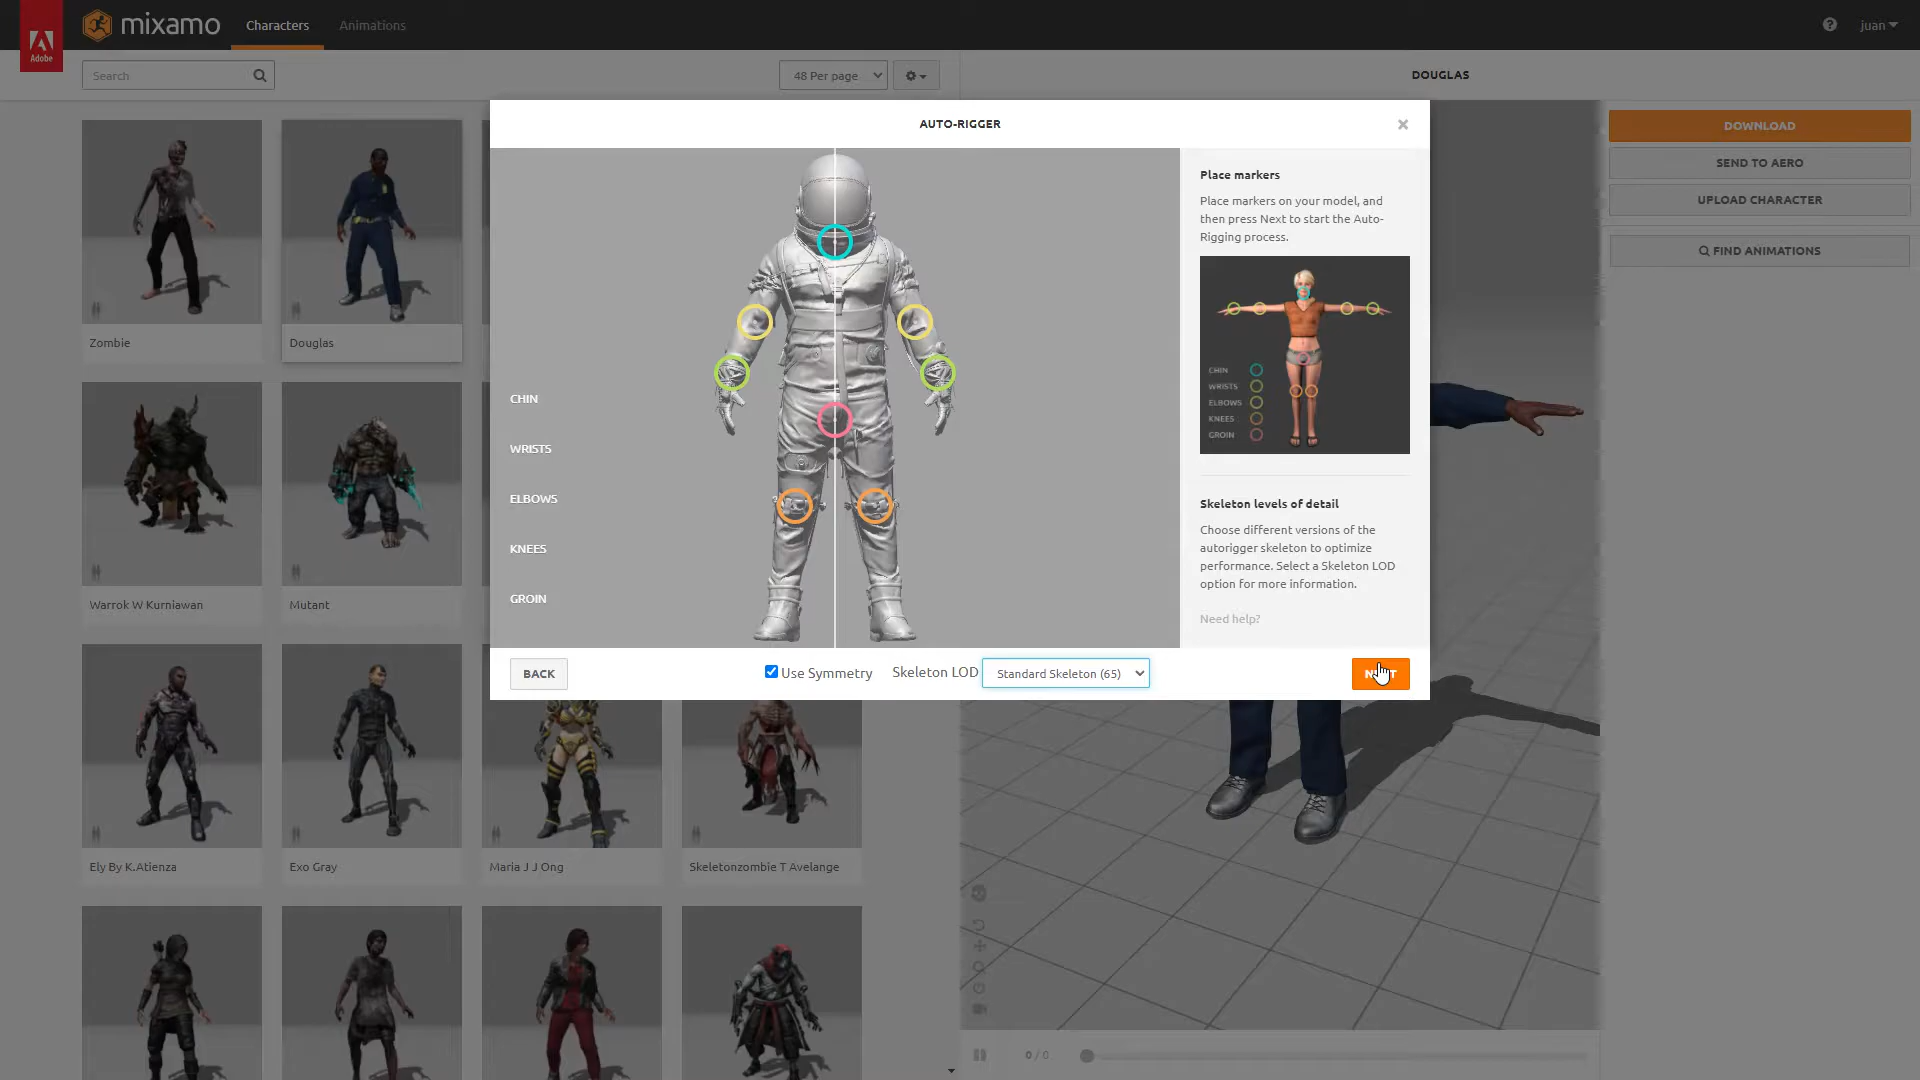 Adobe
mixamo
Characters
Animations
juan
Search
48 Per page
DOUGLAS
AUTO-RIGGER
Zombie
Douglas
Warrok W Kurniawan
Mutant
Ely By K.Atienza
Exo Gray
Maria J J Ong
Skeletonzombie T Avelange
CHIN
WRISTS
ELBOWS
KNEES
GROIN
Place markers
Place markers on your model, and
then press Next to start the Auto-
Rigging process.
CHIN
WRISTS
ELBOWS
KNEES
GROIN
Skeleton levels of detail
Choose different versions of the
autorigger skeleton to optimize
performance. Select a Skeleton LOD
option for more information.
Need help?
BACK
Use Symmetry
Skeleton LOD
Standard Skeleton (65)
DOWNLOAD
SEND TO AERO
UPLOAD CHARACTER
FIND ANIMATIONS
0 / 0